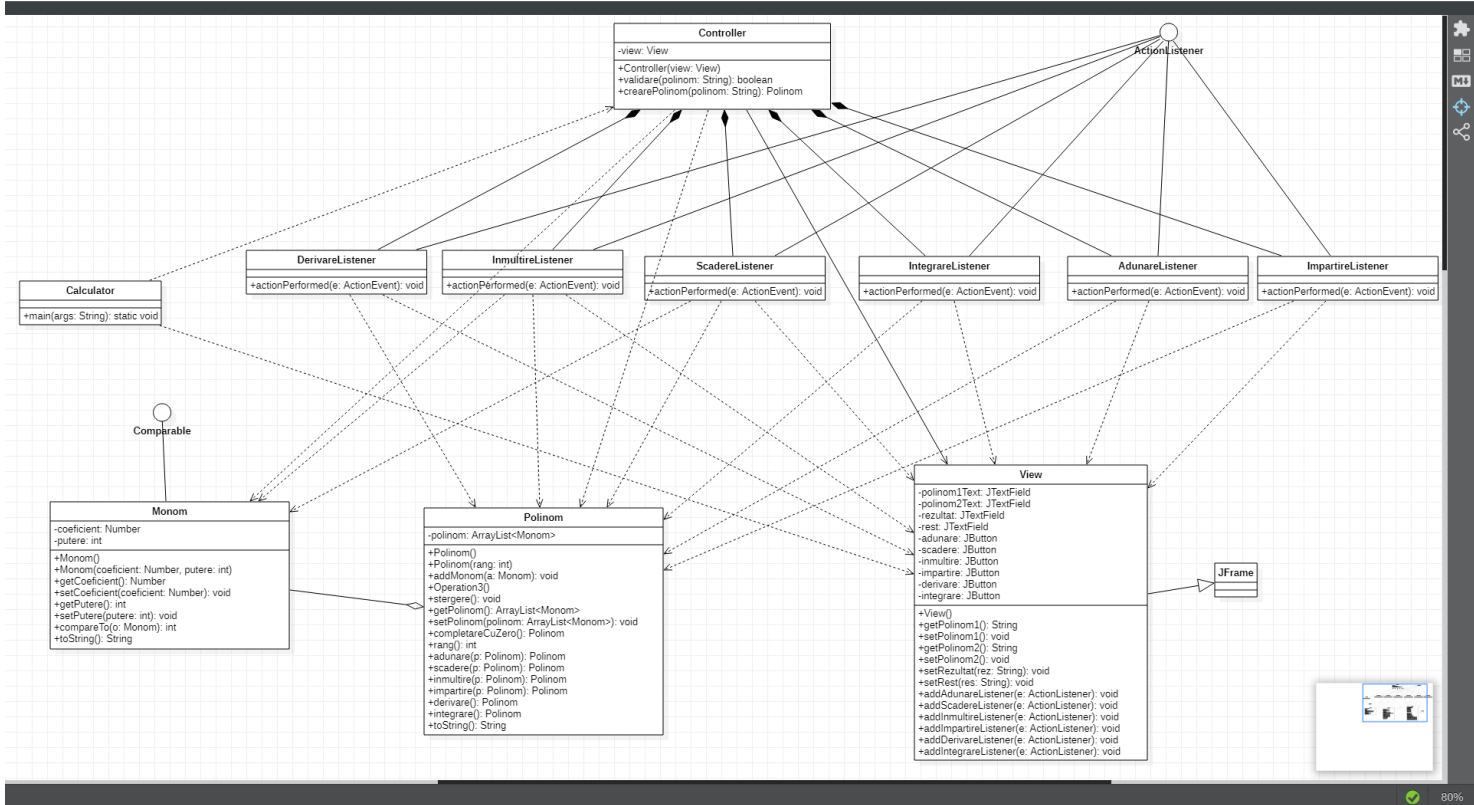 Controller
-view: View
+Controller(view: View)
+validare(polinom: String): boolean
+crearePolinom(polinom: String): Polinom
ActionListener
DerivareListener
+actionPerformed(e: ActionEvent): void
InmultireListener
+actionPerformed(e: ActionEvent): void
ScadereListener
+actionPerformed(e: ActionEvent): void
IntegrareListener
+actionPerformed(e: ActionEvent): void
AdunareListener
+actionPerformed(e: ActionEvent): void
ImpartireListener
+actionPerformed(e: ActionEvent): void
Calculator
+main(args: String): static void
Comparable
Monom
-coeficient: Number
-putere: int
+Monom()
+Monom(coeficient: Number, putere: int)
+getCoeficient(): Number
+setCoeficient(coeficient: Number): void
+getPutere(): int
+setPutere(putere: int): void
+compareTo(o: Monom): int
+toString(): String
Polinom
-polinom: ArrayList<Monom>
+Polinom()
+Polinom(rang: int)
+addMonom(a: Monom): void
+Operation3()
+stergere(): void
+getPolinom(): ArrayList<Monom>
+setPolinom(polinom: ArrayList<Monom>): void
+completareCuZero(): Polinom
+rang(): int
+adunare(p: Polinom): Polinom
+scadere(p: Polinom): Polinom
+inmultire(p: Polinom): Polinom
+impartire(p: Polinom): Polinom
+derivare(): Polinom
+integrare(): Polinom
+toString(): String
View
-polinom1Text: JTextField
-polinom2Text: JTextField
-rezultat: JTextField
-rest: JTextField
-adunare: JButton
-scadere: JButton
-inmultire: JButton
-impartire: JButton
-derivare: JButton
-integrare: JButton
+View()
+getPolinom1(): String
+setPolinom1(): void
+getPolinom2(): String
+setPolinom2(): void
+setRezultat(rez: String): void
+setRest(res: String): void
+addAdunareListener(e: ActionListener): void
+addScadereListener(e: ActionListener): void
+addInmultireListener(e: ActionListener): void
+addImpartireListener(e: ActionListener): void
+addDerivareListener(e: ActionListener): void
+addIntegrareListener(e: ActionListener): void
JFrame
M
80%